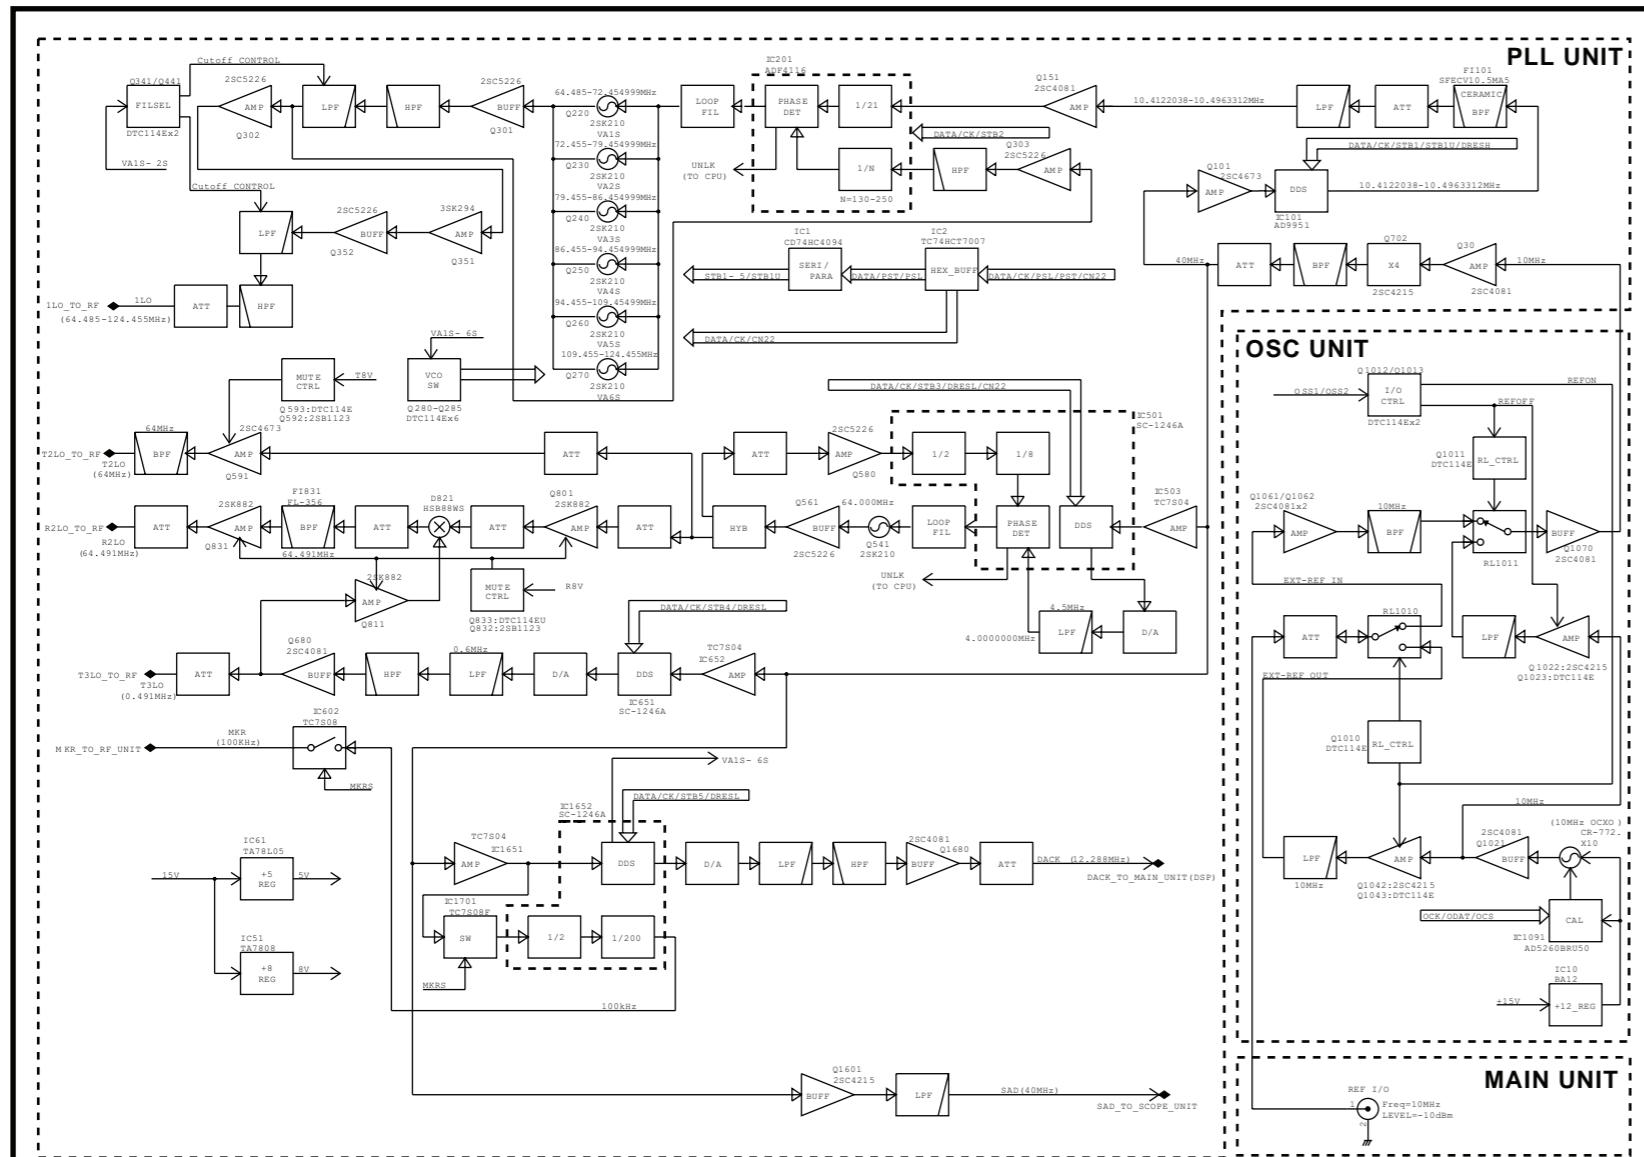 PLL UNIT
Cutoff CONTROL
Q341/Q441
FILSEL
DTC114Ex2
VA1S- 2S
Cutoff CONTROL
2SC5226
AMP
Q302
LPF
HPF
2SC5226
BUFF
Q301
64.485-72.454999MHz
Q220
2SK210
VA1S
72.455-79.454999MHz
Q230
2SK210
VA2S
79.455-86.454999MHz
Q240
2SK210
VA3S
86.455-94.454999MHz
Q250
2SK210
VA4S
94.455-109.45499MHz
Q260
2SK210
VA5S
109.455-124.455MHz
Q270
2SK210
VA6S
LOOP
FIL
IC201
ADF4116
PHASE
DET
1/21
1/N
N=130-250
UNLK
(TO CPU)
DATA/CK/STB2
Q151
2SC4081
AMP
Q303
2SC5226
HPF
AMP
10.4122038-10.4963312MHz
LPF
ATT
FI101
SFECV10.5MA5
CERAMIC
BPF
DATA/CK/STB1/STB1U/DRESH
Q101
2SC4673
AMP
DDS
IC101
AD9951
10.4122038-10.4963312MHz
40MHz
ATT
BPF
Q702
X4
2SC4215
Q30
AMP
2SC4081
10MHz
LPF
2SC5226
BUFF
Q352
3SK294
AMP
Q351
1LO_TO_RF
1LO
(64.485-124.455MHz)
ATT
HPF
IC1
CD74HC4094
SERI/
PARA
STB1- 5/STB1U
DATA/PST/PSL
IC2
TC74HCT7007
HEX_BUFF
DATA/CK/PSL/PST/CN22
DATA/CK/CN22
MUTE
CTRL
T8V
Q593:DTC114E
Q592:2SB1123
VA1S- 6S
VCO
SW
Q280-Q285
DTC114Ex6
DATA/CK/STB3/DRESL/CN22
IC501
SC-1246A
T2LO_TO_RF
T2LO
(64MHz)
64MHz
BPF
2SC4673
AMP
Q591
ATT
ATT
2SC5226
AMP
Q580
1/2
1/8
R2LO_TO_RF
R2LO
(64.491MHz)
ATT
2SK882
AMP
Q831
FI831
FL-356
BPF
64.491MHz
ATT
D821
HSB88WS
ATT
Q801
2SK882
AMP
ATT
HYB
Q561
BUFF
2SC5226
64.000MHz
Q541
2SK210
LOOP
FIL
PHASE
DET
DDS
IC503
TC7S04
AMP
UNLK
(TO CPU)
2SK882
AMP
Q811
MUTE
CTRL
R8V
Q833:DTC114EU
Q832:2SB1123
4.5MHz
LPF
4.0000000MHz
D/A
DATA/CK/STB4/DRESL
T3LO_TO_RF
T3LO
(0.491MHz)
ATT
Q680
2SC4081
BUFF
HPF
0.6MHz
LPF
D/A
DDS
IC651
SC-1246A
TC7S04
IC652
AMP
MKR_TO_RF_UNIT
MKR
(100KHz)
IC602
TC7S08
MKRS
VA1S- 6S
DATA/CK/STB5/DRESL
IC1652
SC-1246A
TC7S04
IC1651
AMP
DDS
D/A
LPF
HPF
2SC4081
Q1680
BUFF
ATT
DACK (12.288MHz)
DACK_TO_MAIN_UNIT(DSP)
IC1701
TC7S08F
SW
MKRS
1/2
1/200
100kHz
IC61
TA78L05
15V
+5
REG
5V
IC51
TA7808
+8
REG
8V
Q1601
2SC4215
BUFF
LPF
SAD(40MHz)
SAD_TO_SCOPE_UNIT
OSC UNIT
OSS1/OSS2
Q1012/Q1013
I/O
CTRL
DTC114Ex2
REFON
REFOFF
Q1011
DTC114E
RL_CTRL
Q1061/Q1062
2SC4081x2
AMP
10MHz
BPF
RL1011
BUFF
Q1070
2SC4081
EXT-REF IN
ATT
RL1010
EXT-REF OUT
LPF
AMP
Q1022:2SC4215
Q1023:DTC114E
Q1010
DTC114E
RL_CTRL
10MHz
LPF
10MHz
AMP
Q1042:2SC4215
Q1043:DTC114E
2SC4081
Q1021
BUFF
(10MHz OCXO)
CR-772.
X10
OCK/ODAT/OCS
CAL
IC1091
AD5260BRU50
IC10
BA12
+15V
+12_REG
MAIN UNIT
REF I/O
1
2
Freq=10MHz
LEVEL=-10dBm